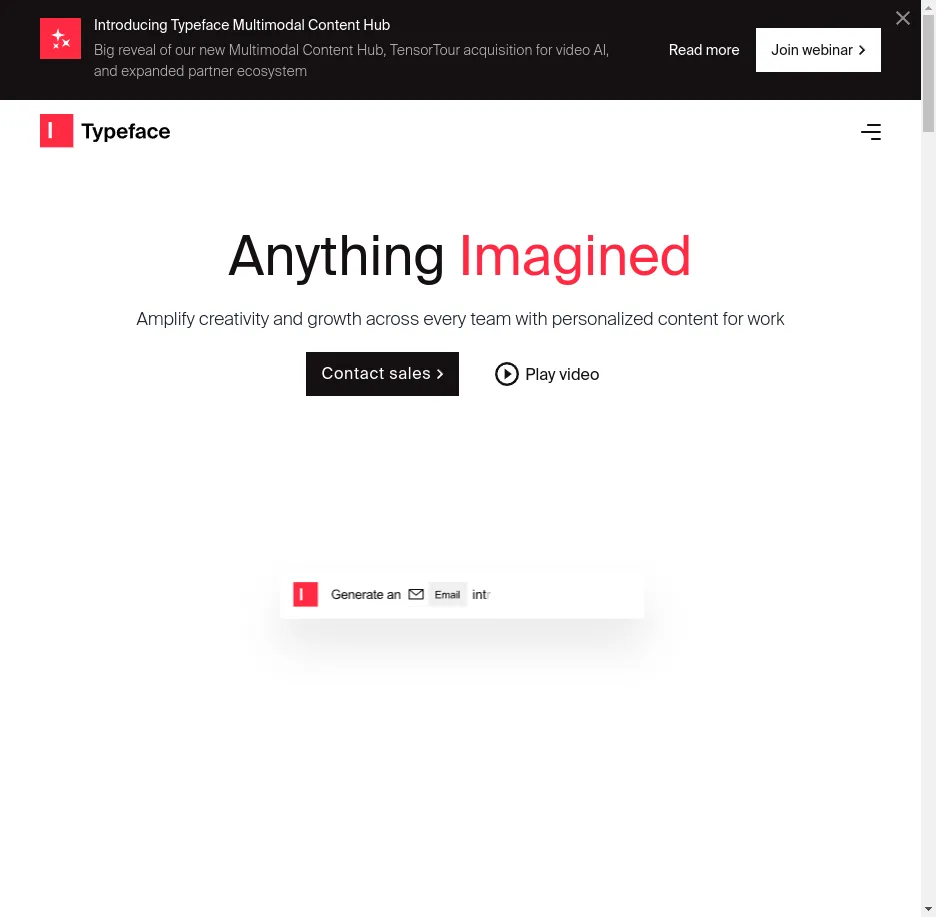 Introducing Typeface Multimodal Content Hub
Big reveal of our new Multimodal Content Hub, TensorTour acquisition for video AI,
and expanded partner ecosystem
Read more
Join webinar
Typeface
Anything Imagined
Amplify creativity and growth across every team with personalized content for work
Contact sales
Play video
Generate an Email intr